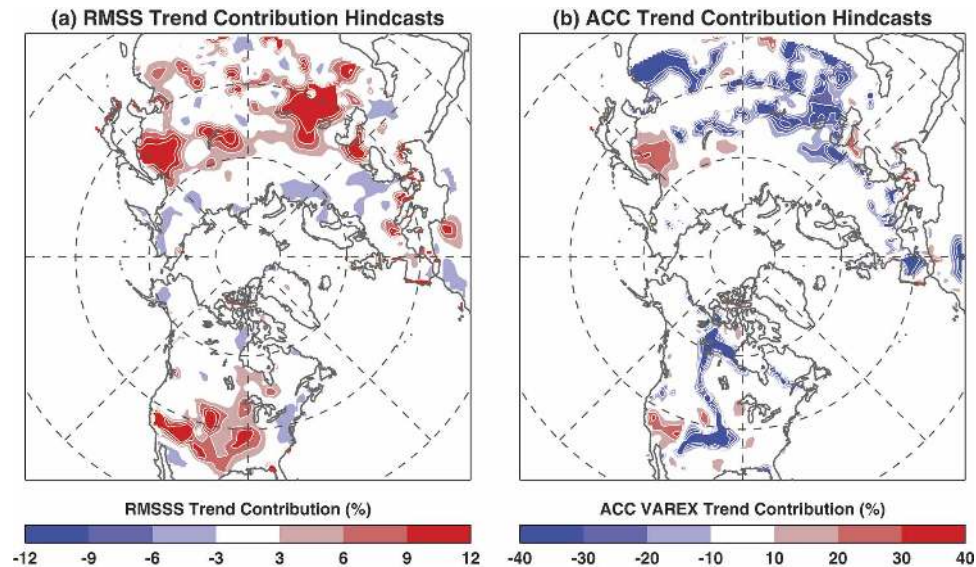 (a) RMSS Trend Contribution Hindcasts
(b) ACC Trend Contribution Hindcasts
RMSSS Trend Contribution (%)
-12 -9 -6 -3 3 6 9 12
ACC VAREX Trend Contribution (%)
-40 -30 -20 -10 10 20 30 40